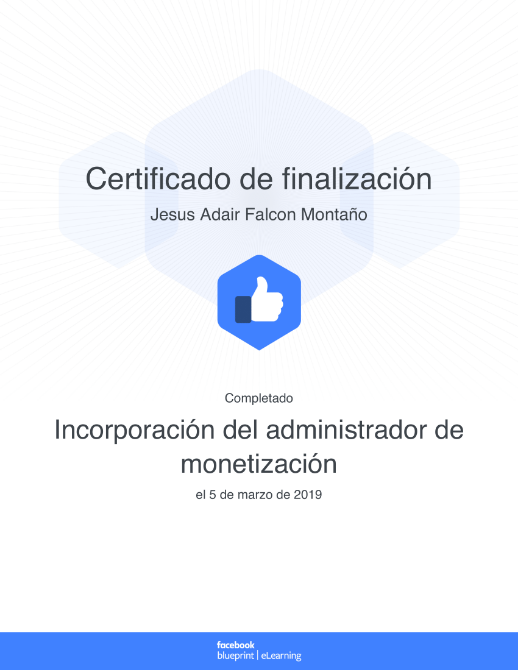 Certificado de finalización
Jesus Adair Falcon Montaño
Completado
Incorporación del administrador de
monetización
el 5 de marzo de 2019
facebook
blueprint | eLearning